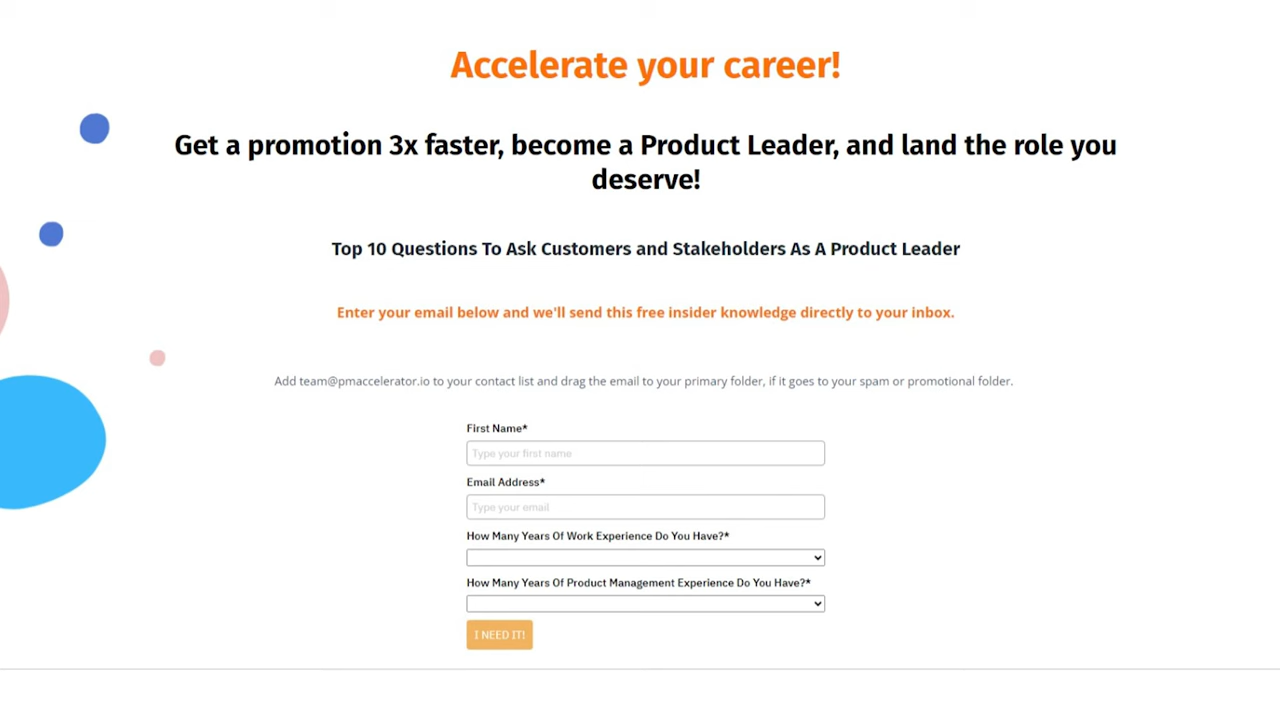 Accelerate your career!
Get a promotion 3x faster, become a Product Leader, and land the role you
deserve!
Top 10 Questions To Ask Customers and Stakeholders As A Product Leader
Enter your email below and we'll send this free insider knowledge directly to your inbox.
Add team@pmaccelerator.io to your contact list and drag the email to your primary folder, if it goes to your spam or promotional folder.
First Name*
Type your first name
Email Address*
Type your email
How Many Years Of Work Experience Do You Have?*
How Many Years Of Product Management Experience Do You Have?*
I NEED IT!